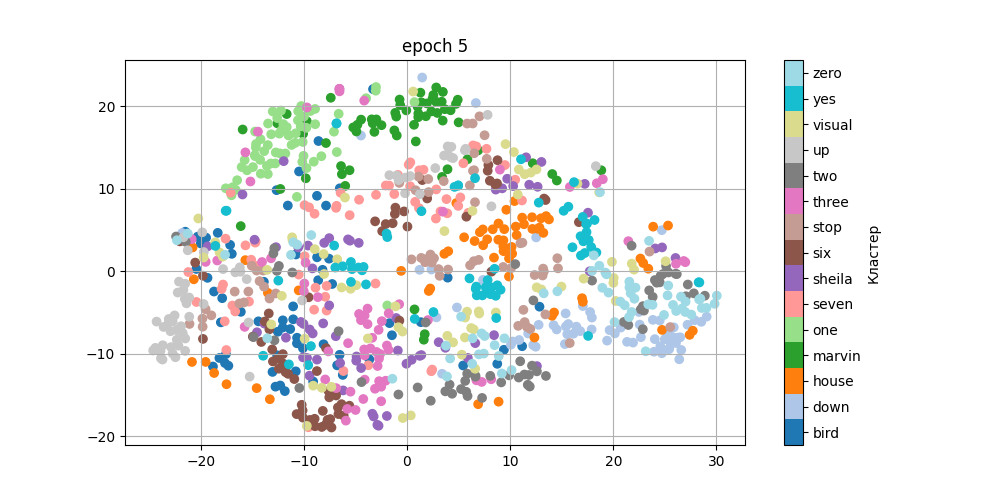 epoch 5
20
10
0
−10
−20
−20
−10
0
10
20
30
zero
yes
visual
up
two
three
stop
six
sheila
seven
one
marvin
house
down
bird
Кластер